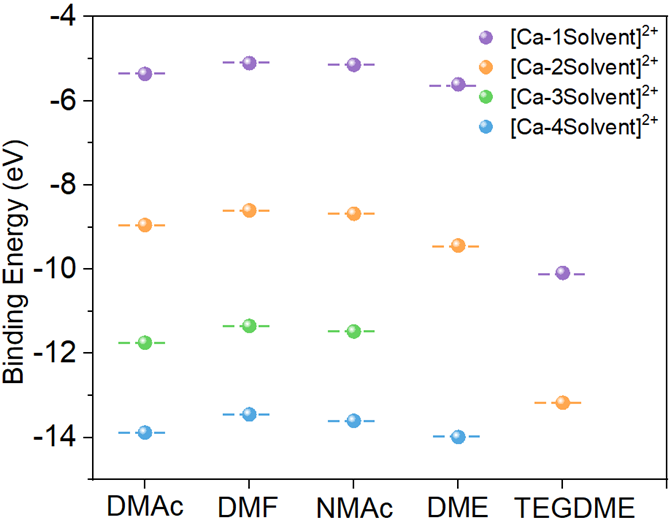 -4
-6
-8
-10
-12
-14
Binding Energy (eV)
[Ca-1Solvent]²⁺
[Ca-2Solvent]²⁺
[Ca-3Solvent]²⁺
[Ca-4Solvent]²⁺
DMAc DMF NMAc DME TEGDME